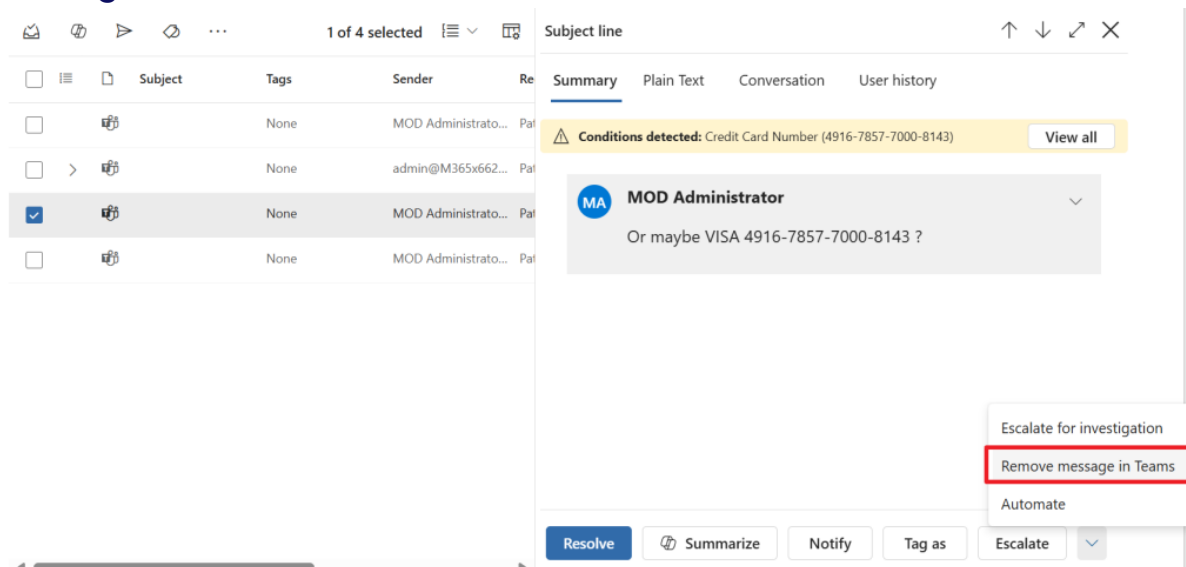 1 of 4 selected
Subject Tags Sender Re
None MOD Administrato... Pat
None admin@M365x662... Pat
None MOD Administrato... Pat
None MOD Administrato... Pat
Subject line
Summary Plain Text Conversation User history
Conditions detected: Credit Card Number (4916-7857-7000-8143) View all
MA MOD Administrator
Or maybe VISA 4916-7857-7000-8143 ?
Escalate for investigation
Remove message in Teams
Automate
Resolve Summarize Notify Tag as Escalate